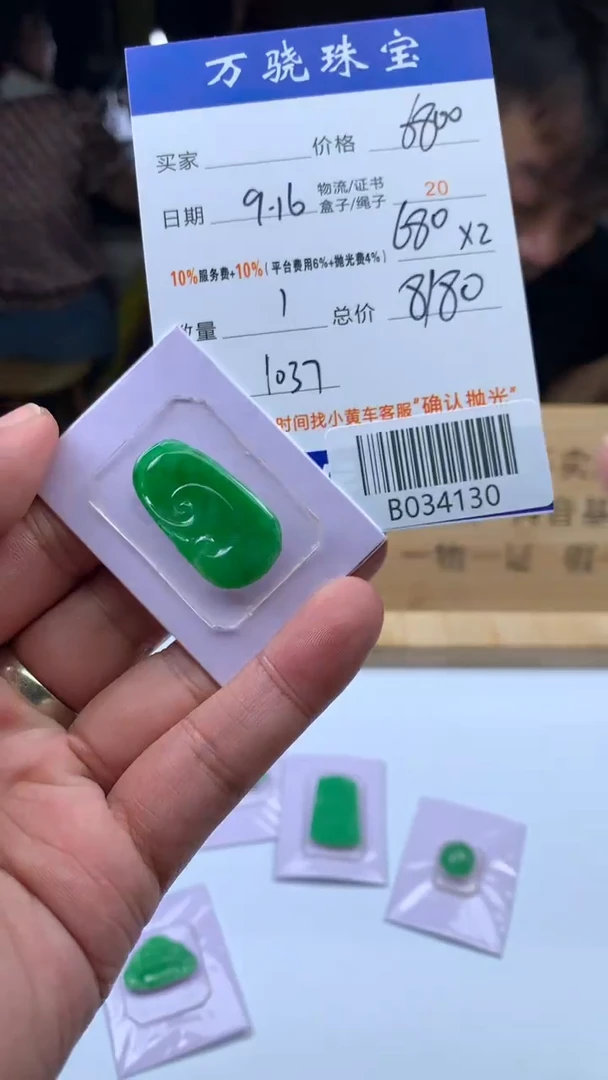 万骁珠宝
买家 价格 6800
日期 9.16 物流/证书 盒子/绳子 20
10%服务费+10%(平台费用6%+抛光费4%) 680 X2
数量 1 总价 8180
1037
时间找小黄车客服"确认抛光"
B034130